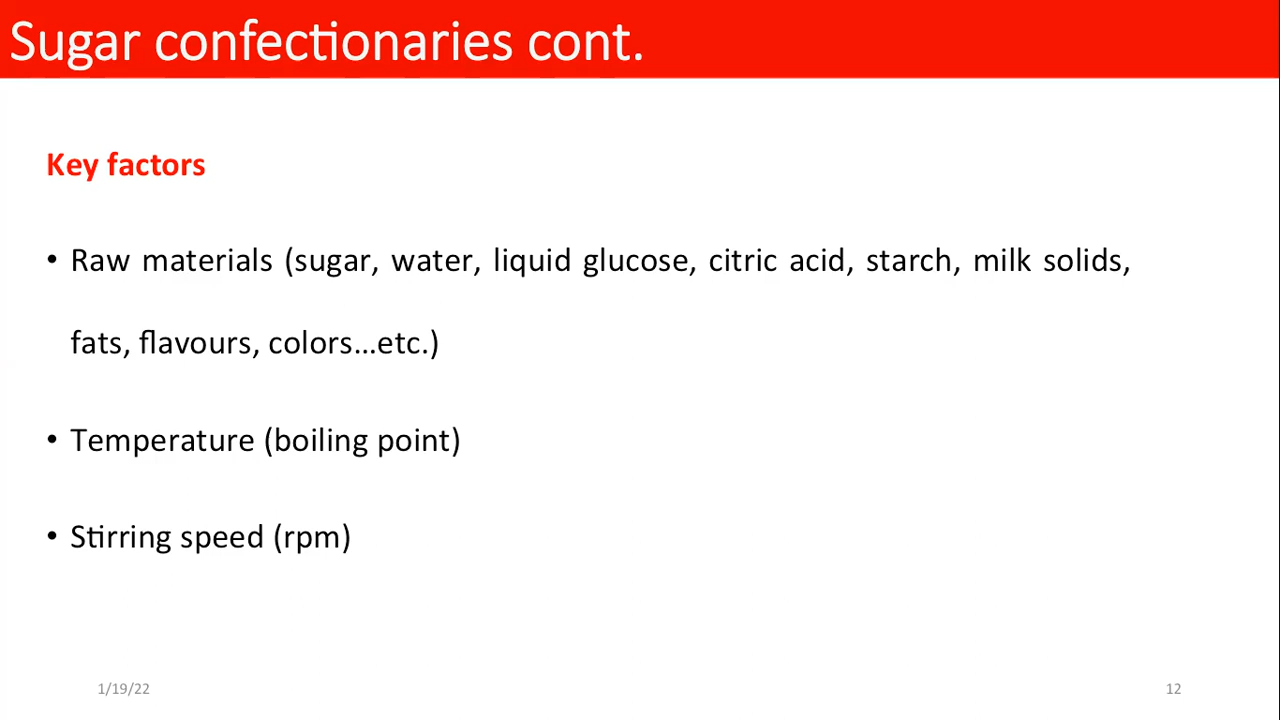 Sugar confectionaries cont.
Key factors
• Raw materials (sugar, water, liquid glucose, citric acid, starch, milk solids,
fats, flavours, colors...etc.)
• Temperature (boiling point)
• Stirring speed (rpm)
1/19/22
12